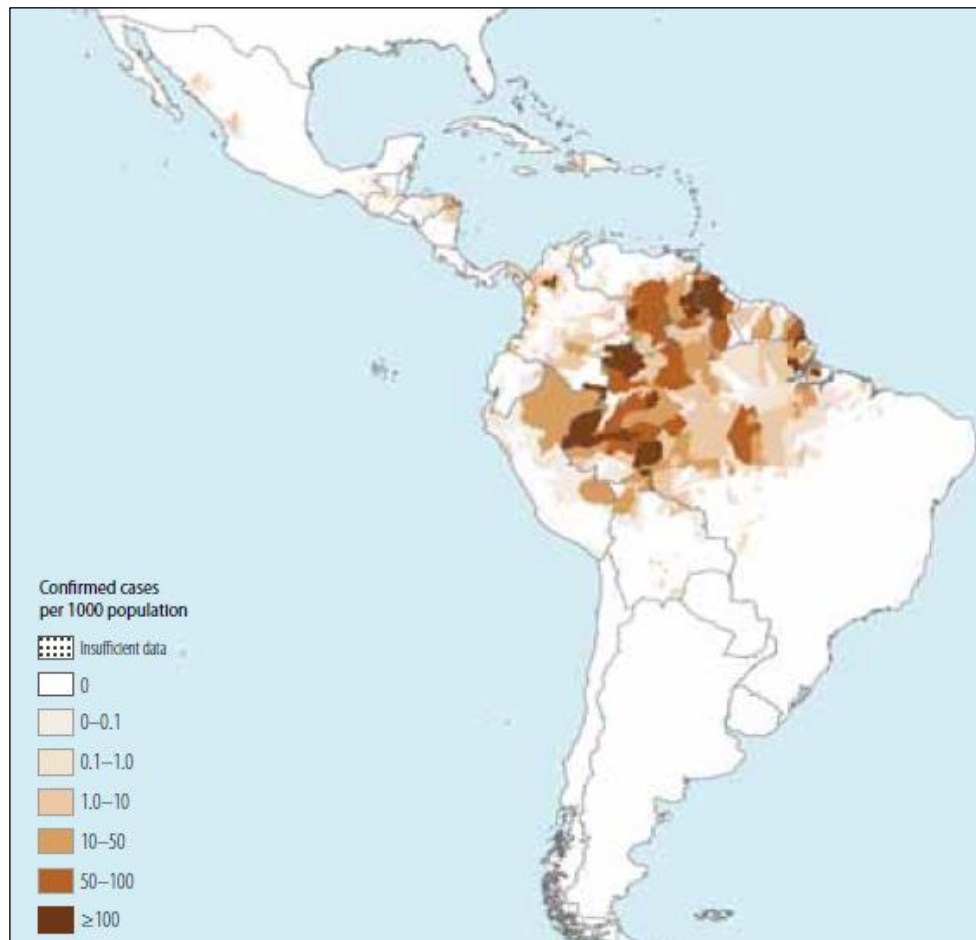 Confirmed cases
per 1000 population
Insufficient data
0
0–0.1
0.1–1.0
1.0–10
10–50
50–100
≥100